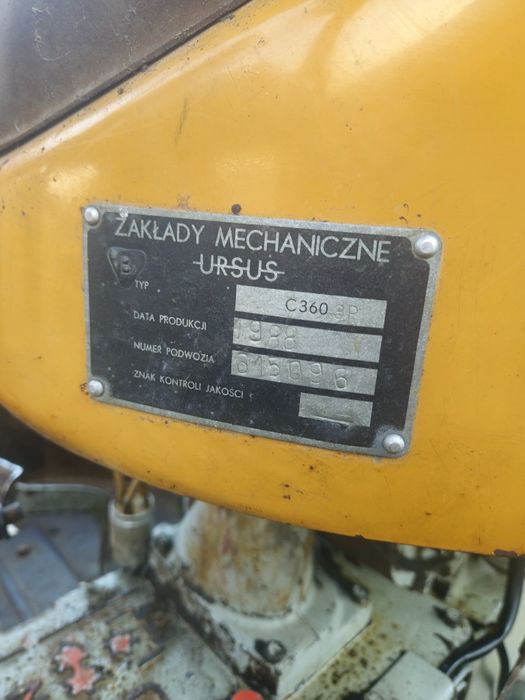 ZAKŁADY MECHANICZNE
URSUS
B
TYP C360 3P
DATA PRODUKCJI 1988
NUMER PODWOZIA 615096
ZNAK KONTROLI JAKOŚCI